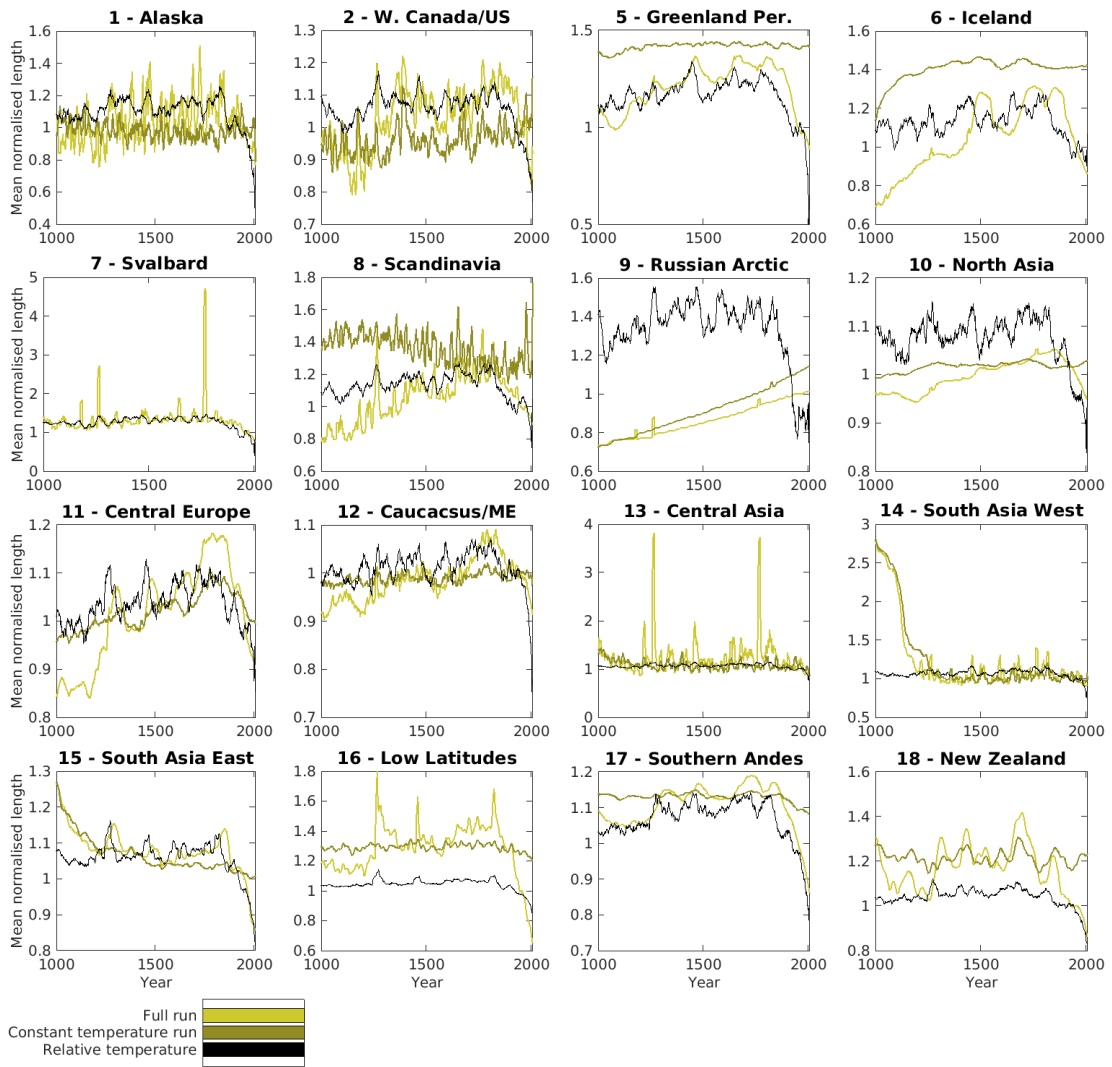 1 - Alaska
2 - W. Canada/US
5 - Greenland Per.
6 - Iceland
Mean normalised length
1.6
1.4
1.2
1
0.8
0.6
0.4
1000 1500 2000
1.3
1.2
1.1
1
0.9
0.8
0.7
1000 1500 2000
1.5
1
0.5
1000 1500 2000
1.6
1.4
1.2
1
0.8
0.6
1000 1500 2000
7 - Svalbard
8 - Scandinavia
9 - Russian Arctic
10 - North Asia
Mean normalised length
5
4
3
2
1
0
1000 1500 2000
1.8
1.6
1.4
1.2
1
0.8
0.6
1000 1500 2000
1.6
1.4
1.2
1
0.8
0.6
1000 1500 2000
1.2
1.1
1
0.9
0.8
1000 1500 2000
11 - Central Europe
12 - Caucacsus/ME
13 - Central Asia
14 - South Asia West
Mean normalised length
1.2
1.1
1
0.9
0.8
1000 1500 2000
1.1
1
0.9
0.8
0.7
1000 1500 2000
4
3
2
1
0
1000 1500 2000
3
2.5
2
1.5
1
0.5
1000 1500 2000
15 - South Asia East
16 - Low Latitudes
17 - Southern Andes
18 - New Zealand
Mean normalised length
1.3
1.2
1.1
1
0.9
0.8
1000 1500 2000
Year
1.8
1.6
1.4
1.2
1
0.8
0.6
1000 1500 2000
Year
1.2
1.1
1
0.9
0.8
0.7
1000 1500 2000
Year
1.6
1.4
1.2
1
0.8
1000 1500 2000
Year
Full run
Constant temperature run
Relative temperature